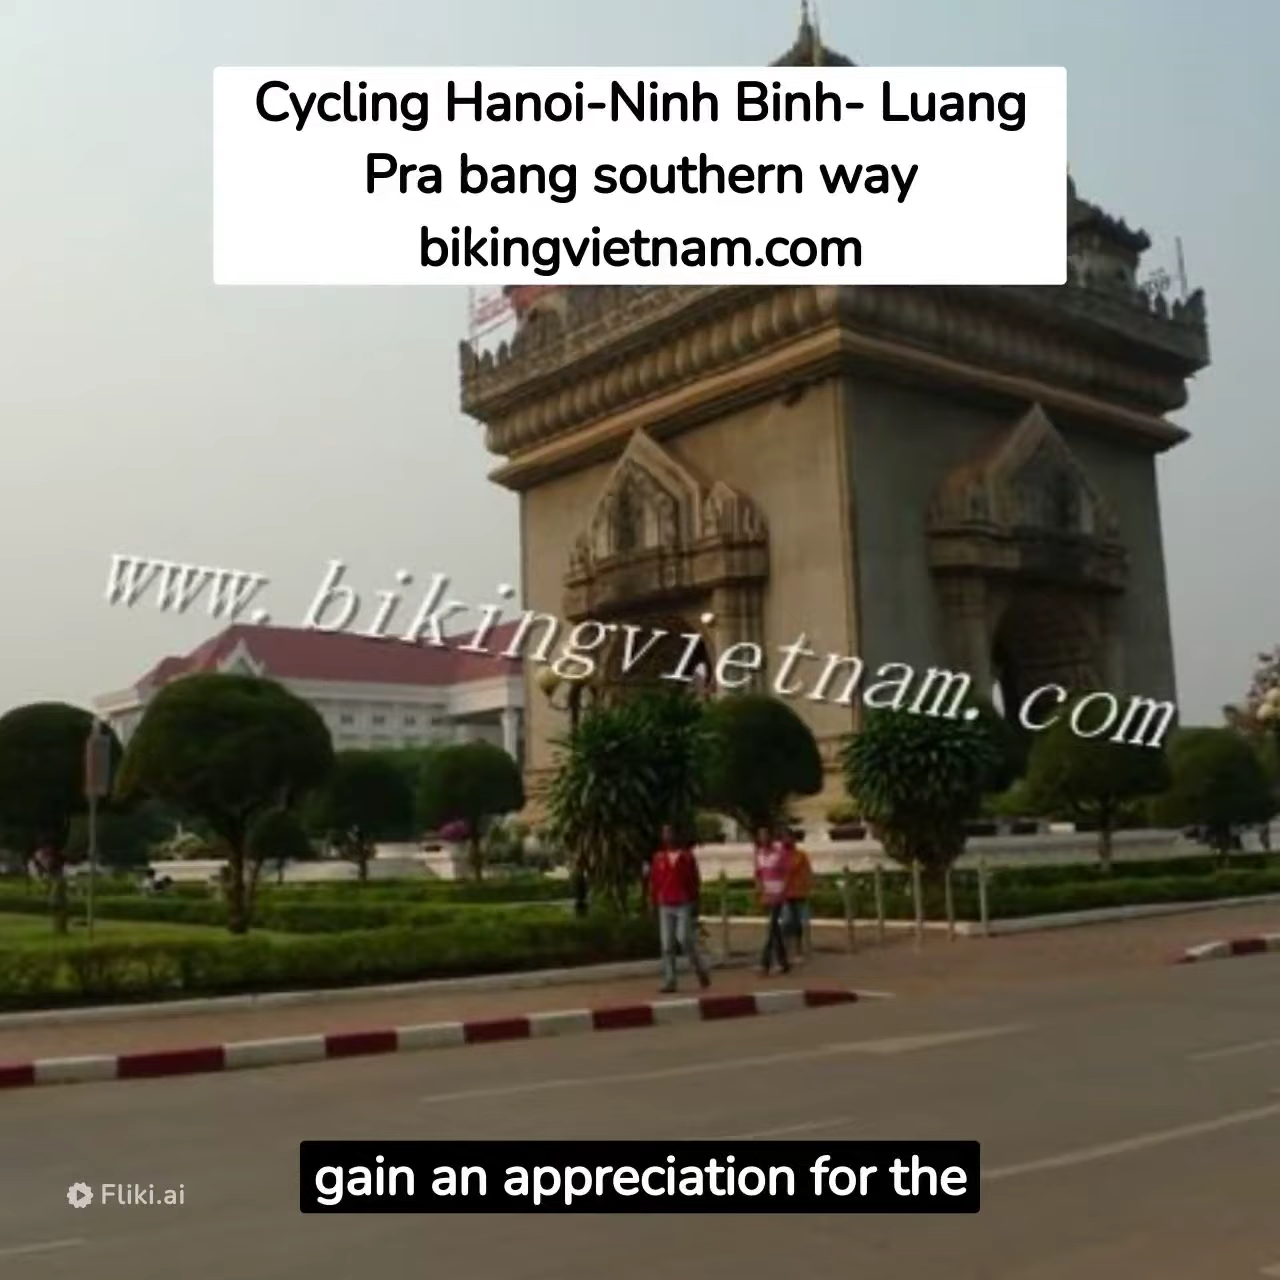 Cycling Hanoi-Ninh Binh- Luang
Pra bang southern way
bikingvietnam.com
www.bikingvietnam.com
gain an appreciation for the
Fliki.ai